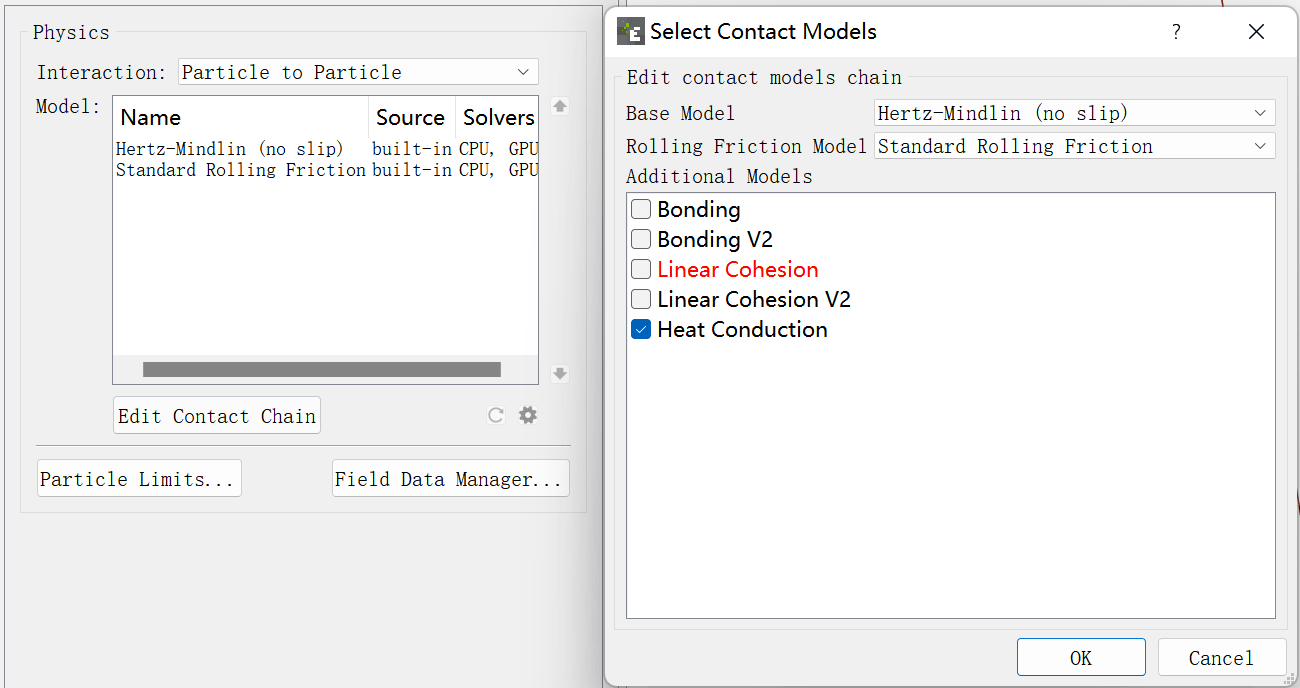 Physics
Interaction: Particle to Particle
Model:
Name Source Solvers
Hertz-Mindlin (no slip) built-in CPU, GPU
Standard Rolling Friction built-in CPU, GPU
Edit Contact Chain
Particle Limits... Field Data Manager...
E Select Contact Models ?
Edit contact models chain
Base Model Hertz-Mindlin (no slip)
Rolling Friction Model Standard Rolling Friction
Additional Models
Bonding
Bonding V2
Linear Cohesion
Linear Cohesion V2
Heat Conduction
OK Cancel